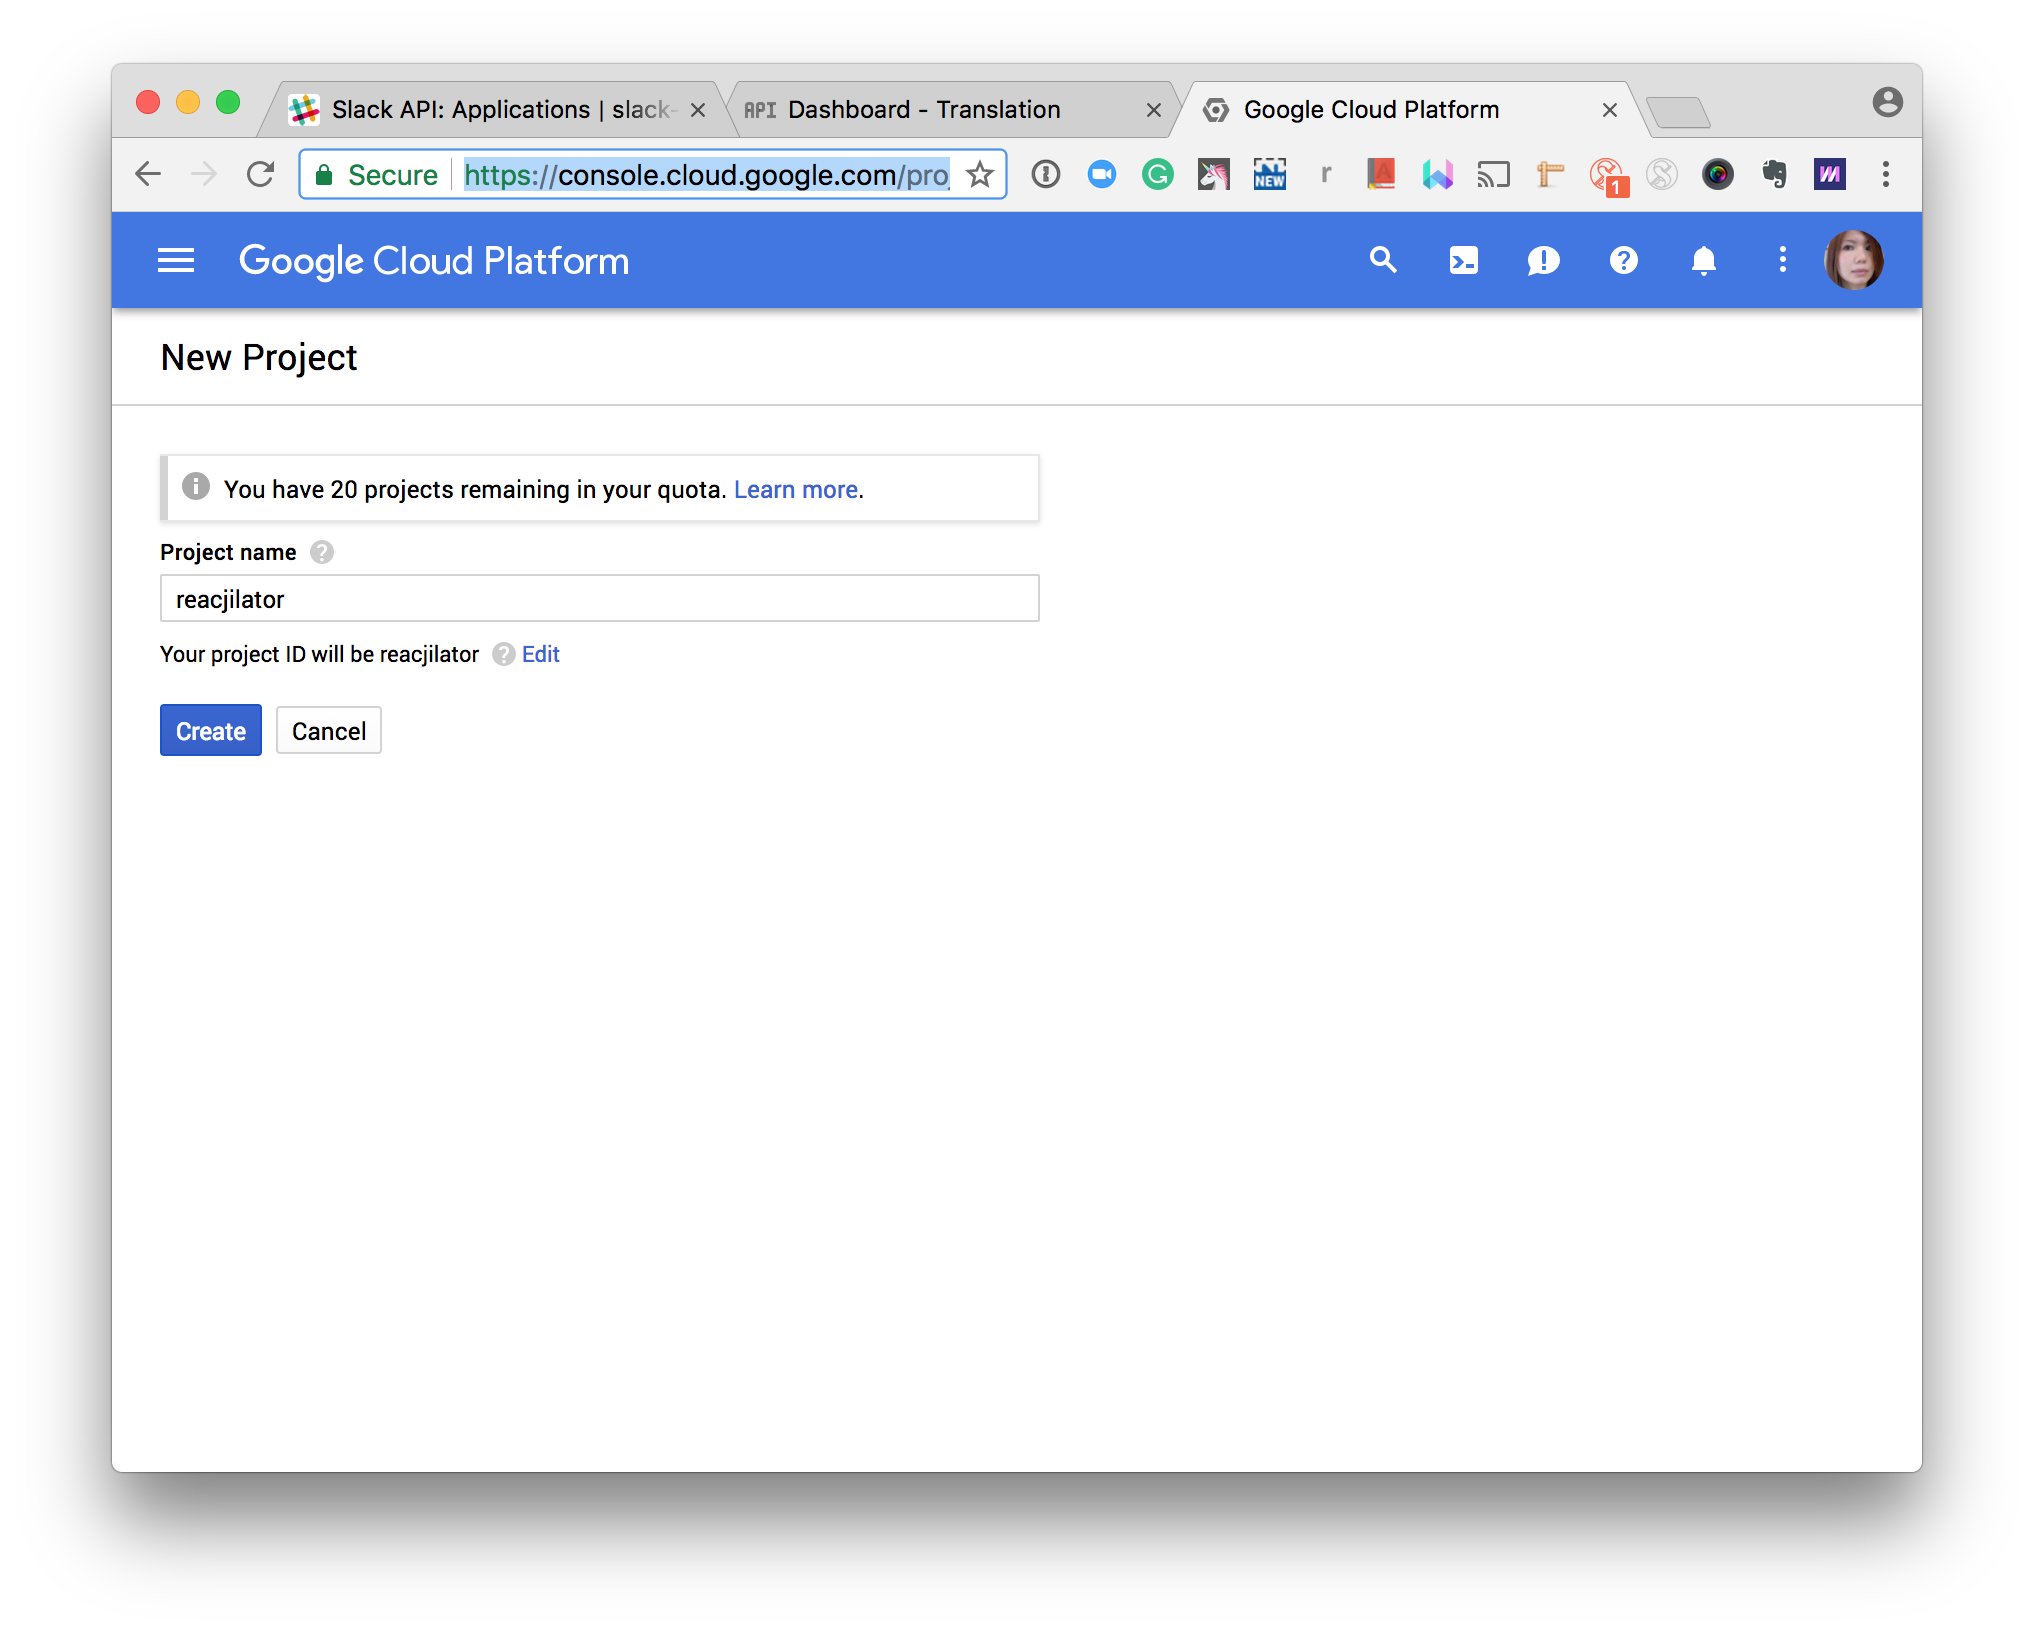 Slack API: Applications | slack-
API Dashboard - Translation
Google Cloud Platform
Secure https://console.cloud.google.com/pro
NEW
r
A
1
Google Cloud Platform
New Project
You have 20 projects remaining in your quota. Learn more.
Project name
reacjilator
Your project ID will be reacjilator Edit
Create Cancel